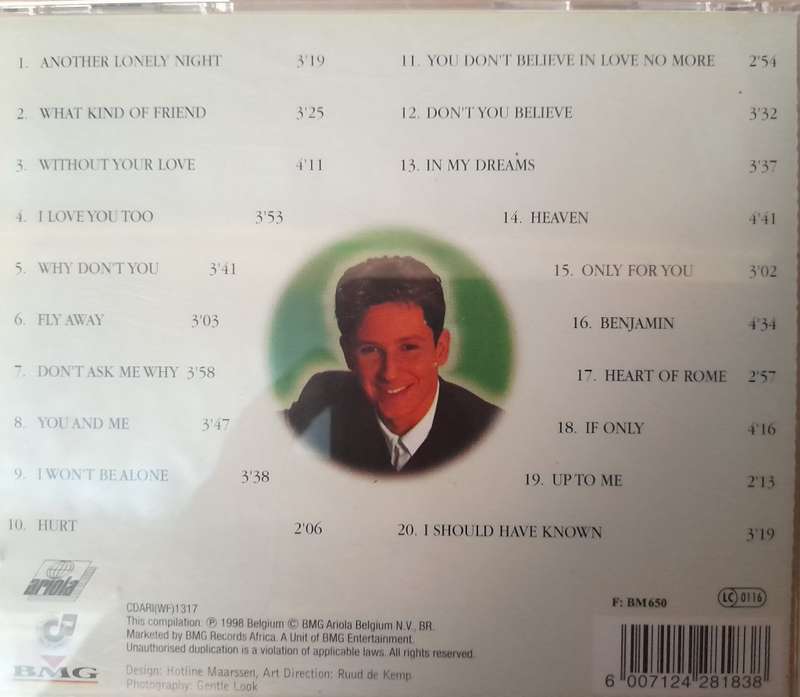 1. ANOTHER LONELY NIGHT 3'19
2. WHAT KIND OF FRIEND 3'25
3. WITHOUT YOUR LOVE 4'11
4. I LOVE YOU TOO 3'53
5. WHY DON'T YOU 3'41
6. FLY AWAY 3'03
7. DON'T ASK ME WHY 3'58
8. YOU AND ME 3'47
9. I WON'T BE ALONE 3'38
10. HURT 2'06
11. YOU DON'T BELIEVE IN LOVE NO MORE 2'54
12. DON'T YOU BELIEVE 3'32
13. IN MY DREAMS 3'37
14. HEAVEN 4'41
15. ONLY FOR YOU 3'02
16. BENJAMIN 4'34
17. HEART OF ROME 2'57
18. IF ONLY 4'16
19. UP TO ME 2'13
20. I SHOULD HAVE KNOWN 3'19
ariola
BMG
CDARI(WF)1317
This compilation: ℗ 1998 Belgium © BMG Ariola Belgium N.V., BR.
Marketed by BMG Records Africa. A Unit of BMG Entertainment.
Unauthorised duplication is a violation of applicable laws. All rights reserved.
Design: Hotline Maarssen, Art Direction: Ruud de Kemp
Photography: Gentle Look
F: BM650
LC 0116
6 007124 281838